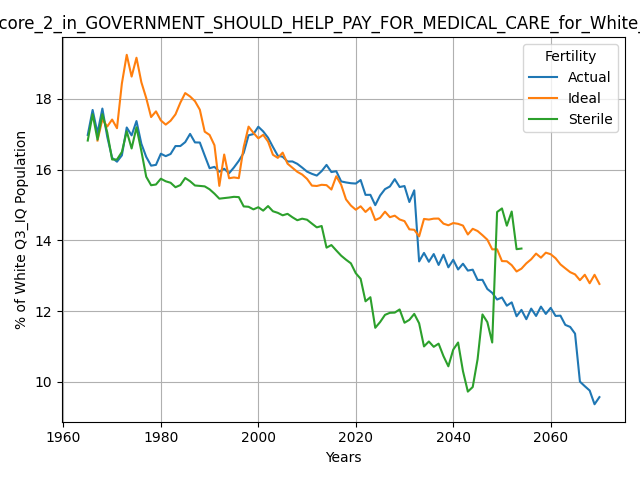 core_2_in_GOVERNMENT_SHOULD_HELP_PAY_FOR_MEDICAL_CARE_for_White_
Fertility
Actual
Ideal
Sterile
% of White Q3_IQ Population
18
16
14
12
10
1960
1980
2000
2020
2040
2060
Years